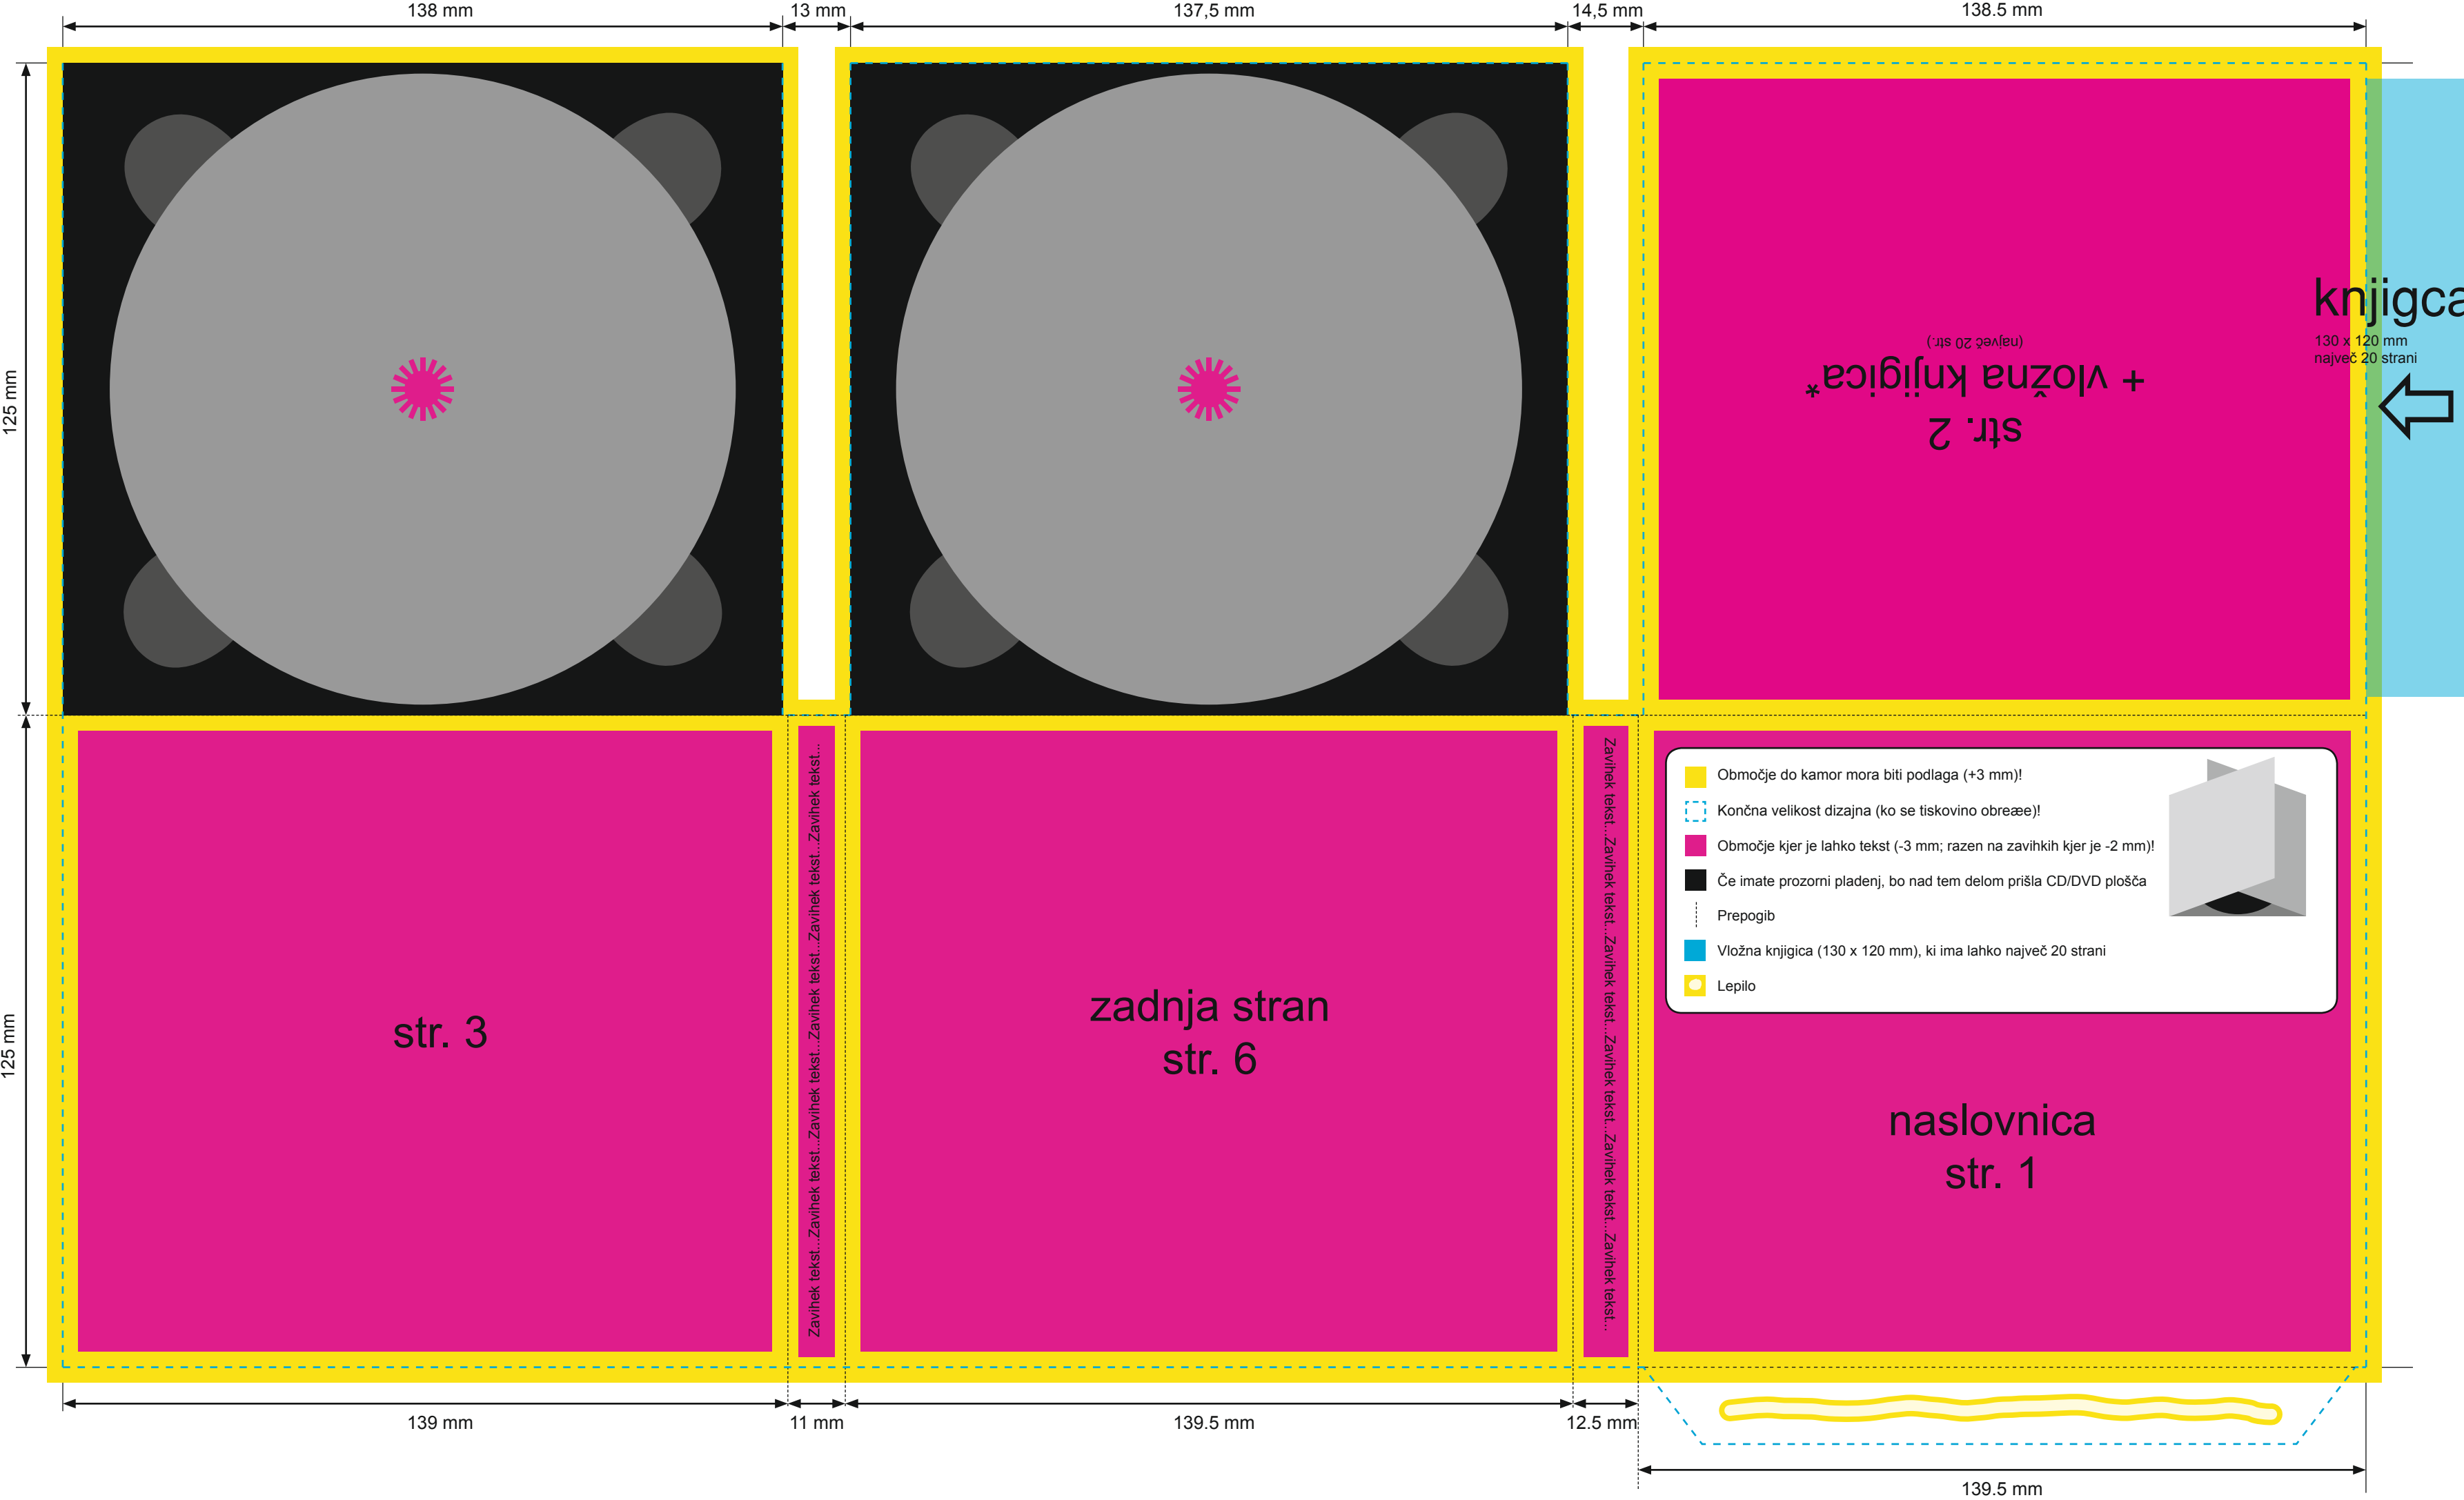 138 mm
13 mm
137,5 mm
14,5 mm
138.5 mm
125 mm
knjigca
130 x 120 mm
največ 20 strani
str. 2
+ vložna knjigica*
(največ 20 str.)
125 mm
str. 3
Zavihek tekst...Zavihek tekst...Zavihek tekst...Zavihek tekst...Zavihek tekst...Zavihek tekst...
zadnja stran
str. 6
Zavihek tekst...Zavihek tekst...Zavihek tekst...Zavihek tekst...Zavihek tekst...Zavihek tekst...
Območje do kamor mora biti podlaga (+3 mm)!
Končna velikost dizajna (ko se tiskovino obreæe)!
Območje kjer je lahko tekst (-3 mm; razen na zavihkih kjer je -2 mm)!
Če imate prozorni pladenj, bo nad tem delom prišla CD/DVD plošča
Prepogib
Vložna knjigica (130 x 120 mm), ki ima lahko največ 20 strani
Lepilo
naslovnica
str. 1
139 mm
11 mm
139.5 mm
12.5 mm
139.5 mm